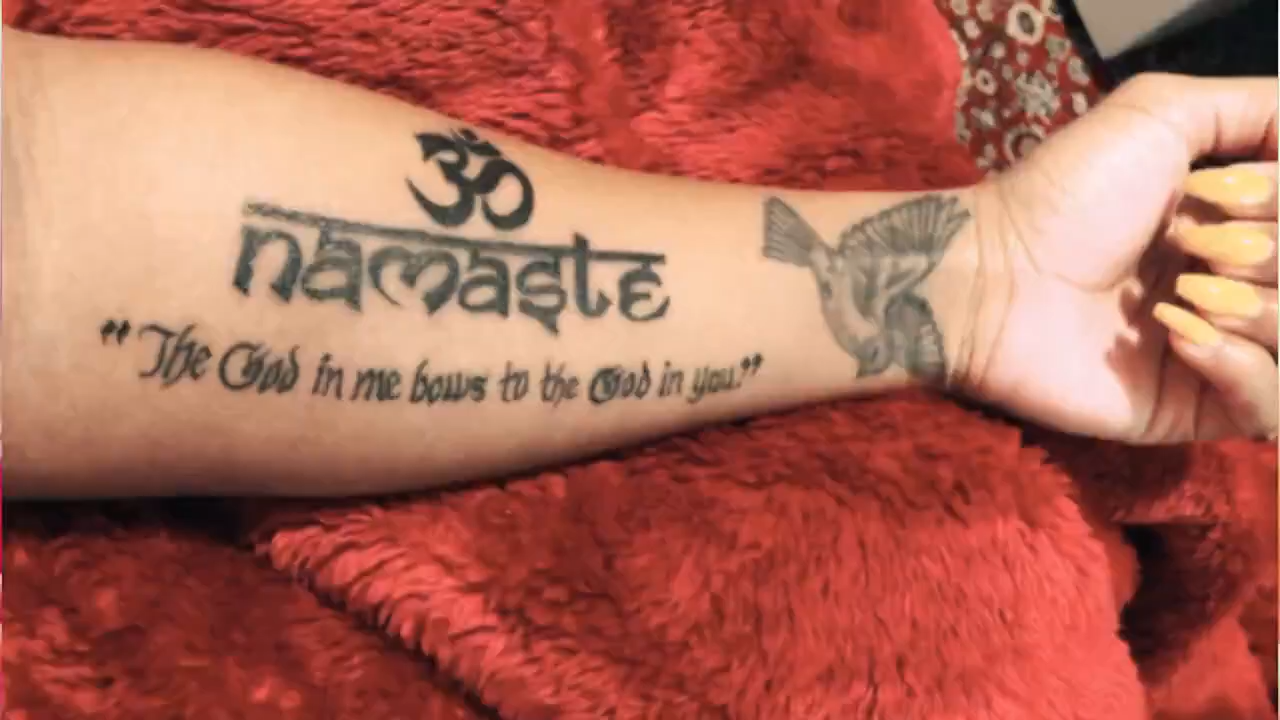 ॐ
namaste
“The God in me bows to the God in you.”